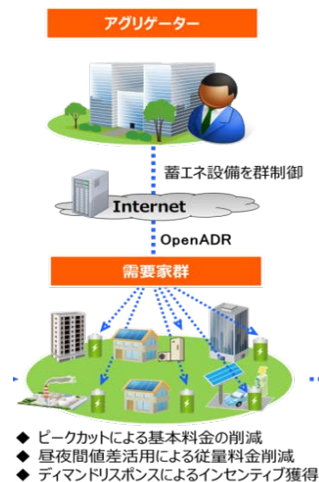 アグリゲーター
蓄エネ設備を群制御
Internet
OpenADR
需要家群
◆ ピークカットによる基本料金の削減
◆ 昼夜間値差活用による従量料金削減
◆ ディマンドリスポンスによるインセンティブ獲得